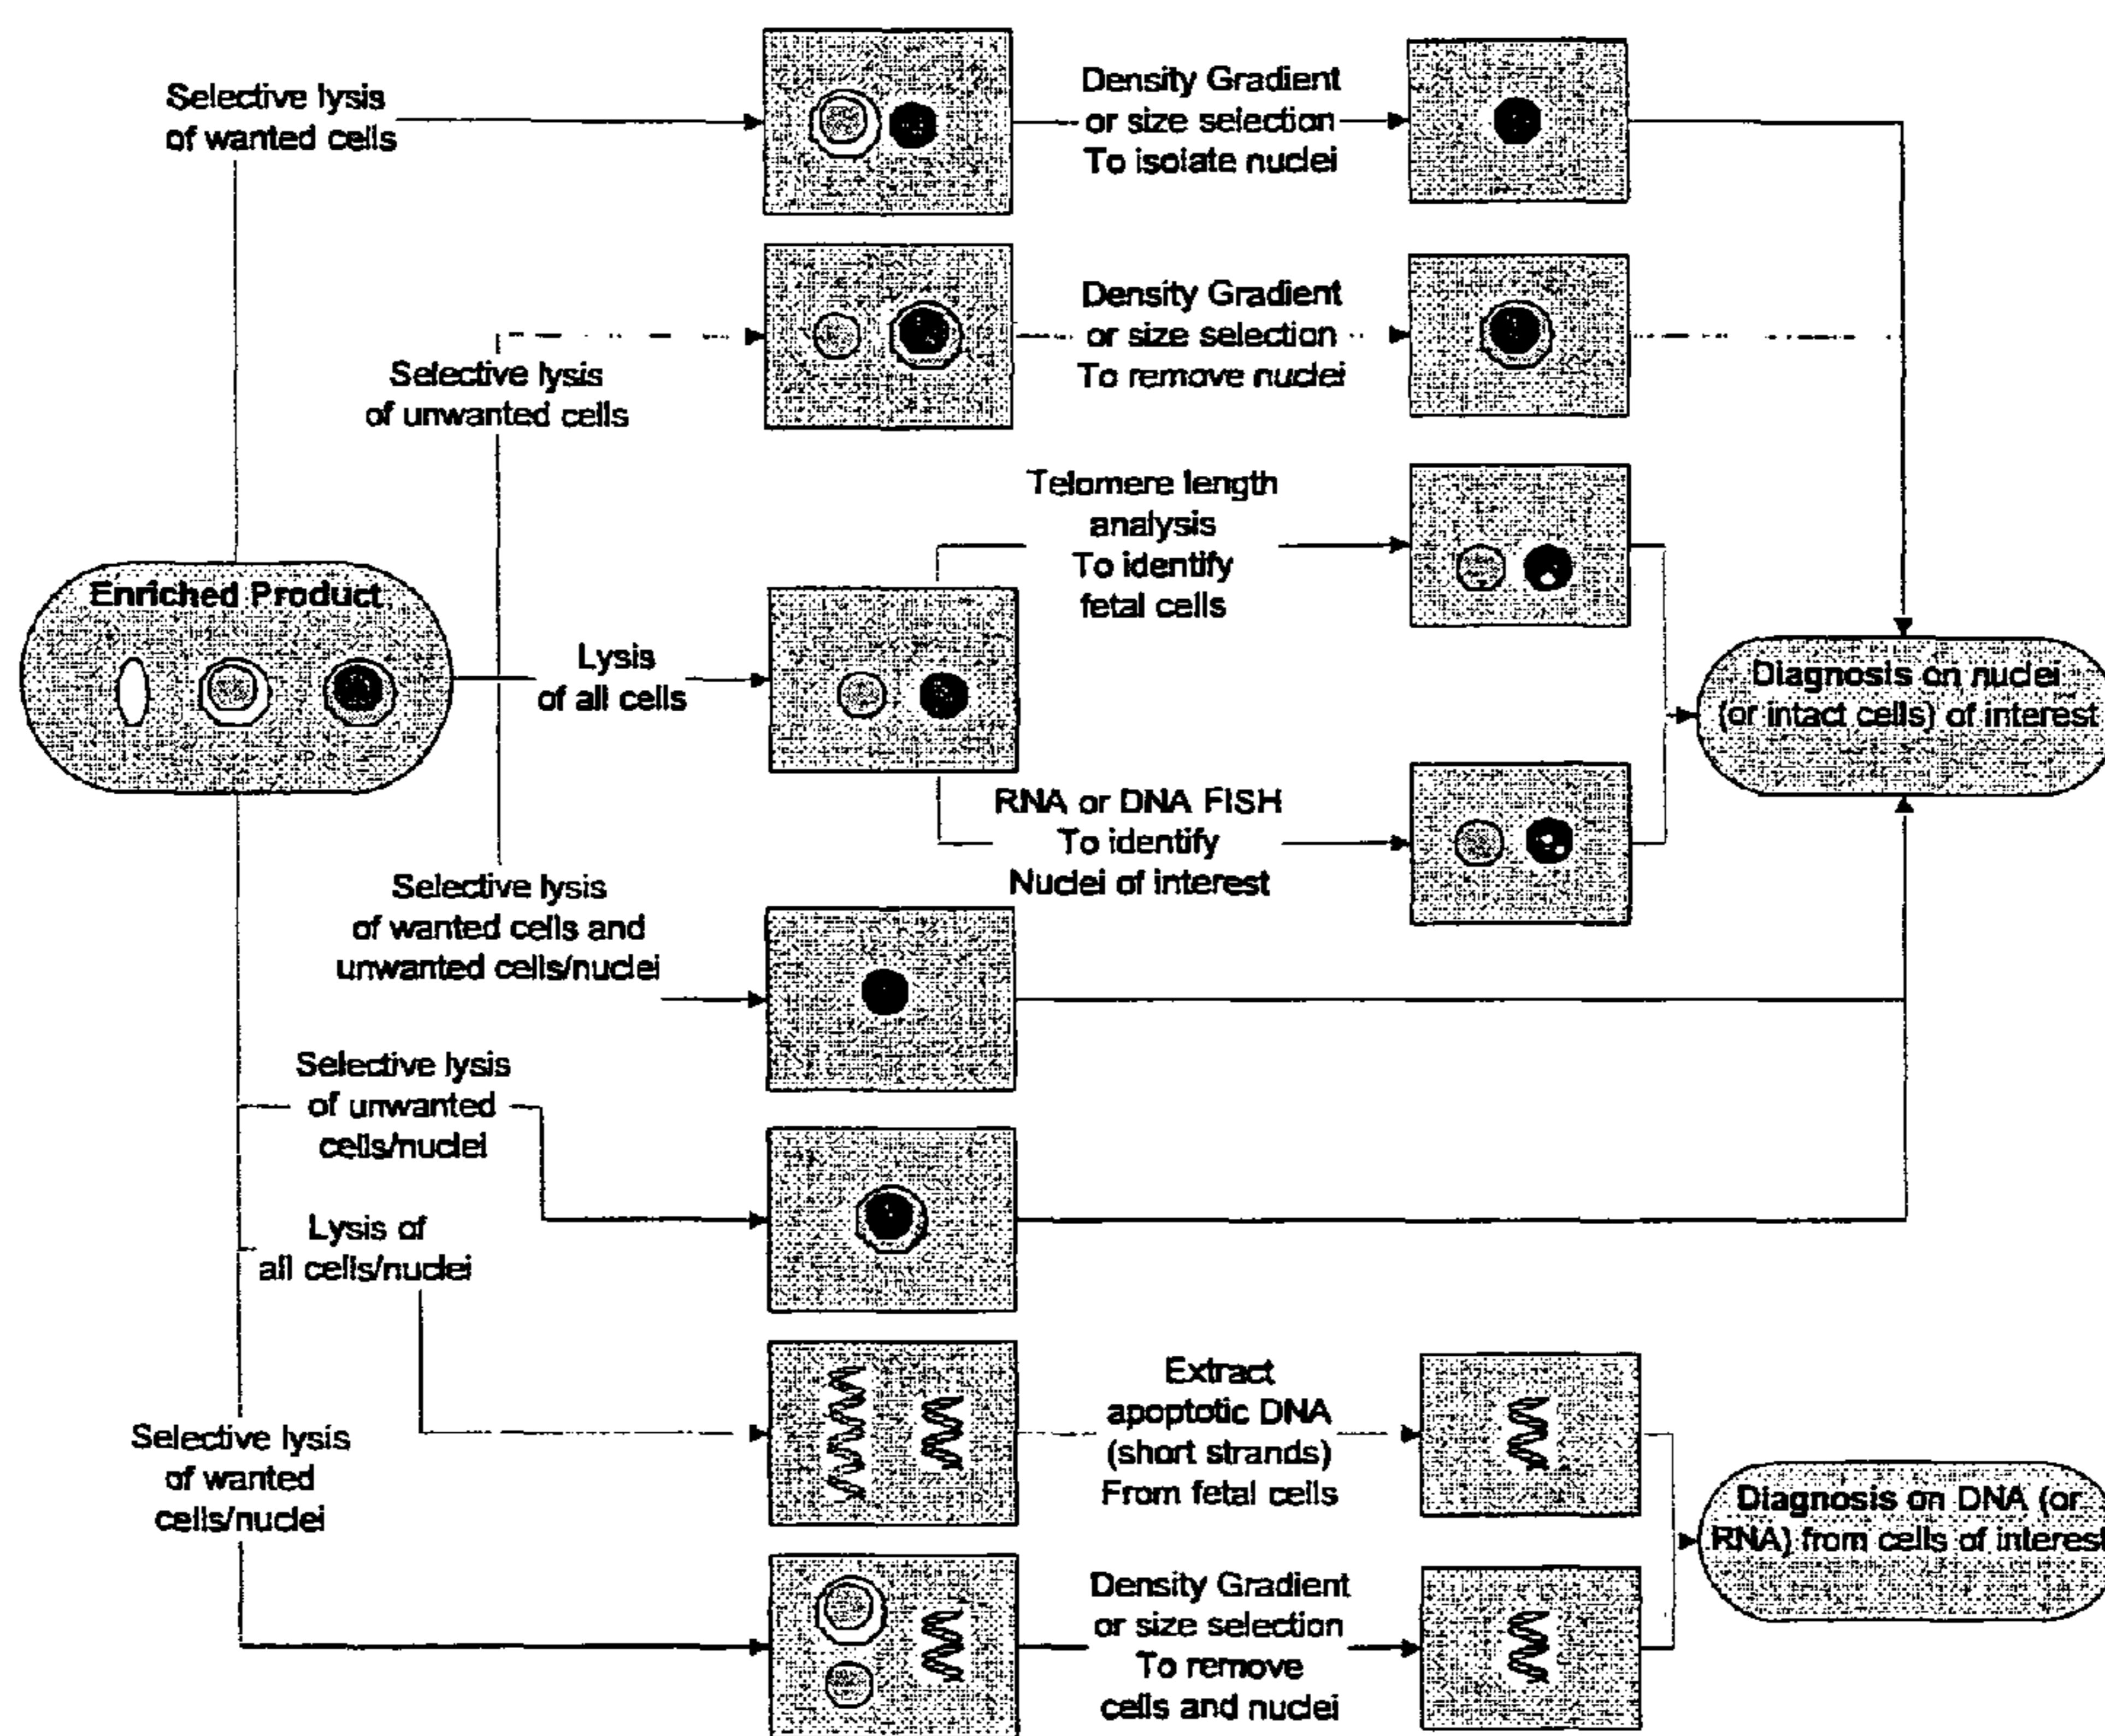 Selective lysis
of wanted cells
Density Gradient
or size selection
To isolate nuclei
Selective lysis
of unwanted cells
Density Gradient
or size selection
To remove nuclei
Enriched Product
Lysis
of all cells
Telomere length
analysis
To identify
fetal cells
RNA or DNA FISH
To identify
Nuclei of interest
Diagnosis on nuclei
(or intact cells) of interest
Selective lysis
of wanted cells and
unwanted cells/nuclei
Selective lysis
of unwanted
cells/nuclei
Lysis of
all cells/nuclei
Extract
apoptotic DNA
(short strands)
From fetal cells
Selective lysis
of wanted
cells/nuclei
Density Gradient
or size selection
To remove
cells and nuclei
Diagnosis on DNA (or
RNA) from cells of interest